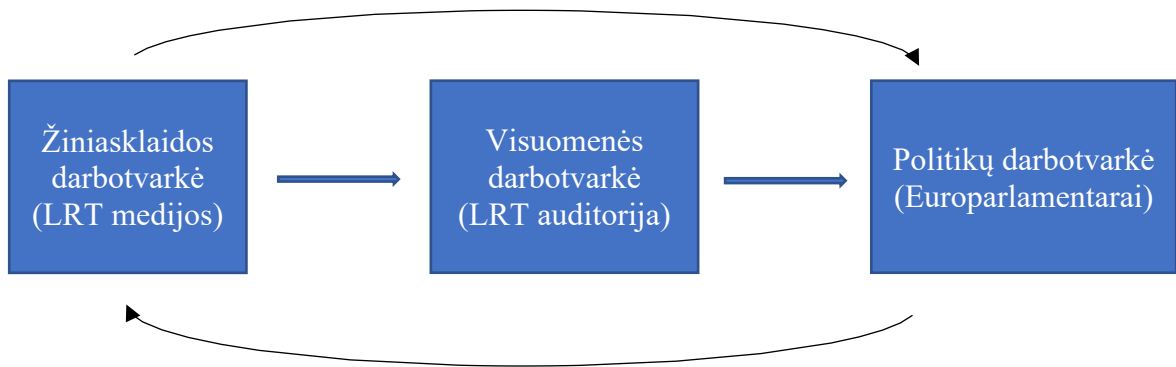 Žiniasklaidos
darbotvarkė
(LRT medijos)
Visuomenės
darbotvarkė
(LRT auditorija)
Politikų darbotvarkė
(Europarlamentarai)